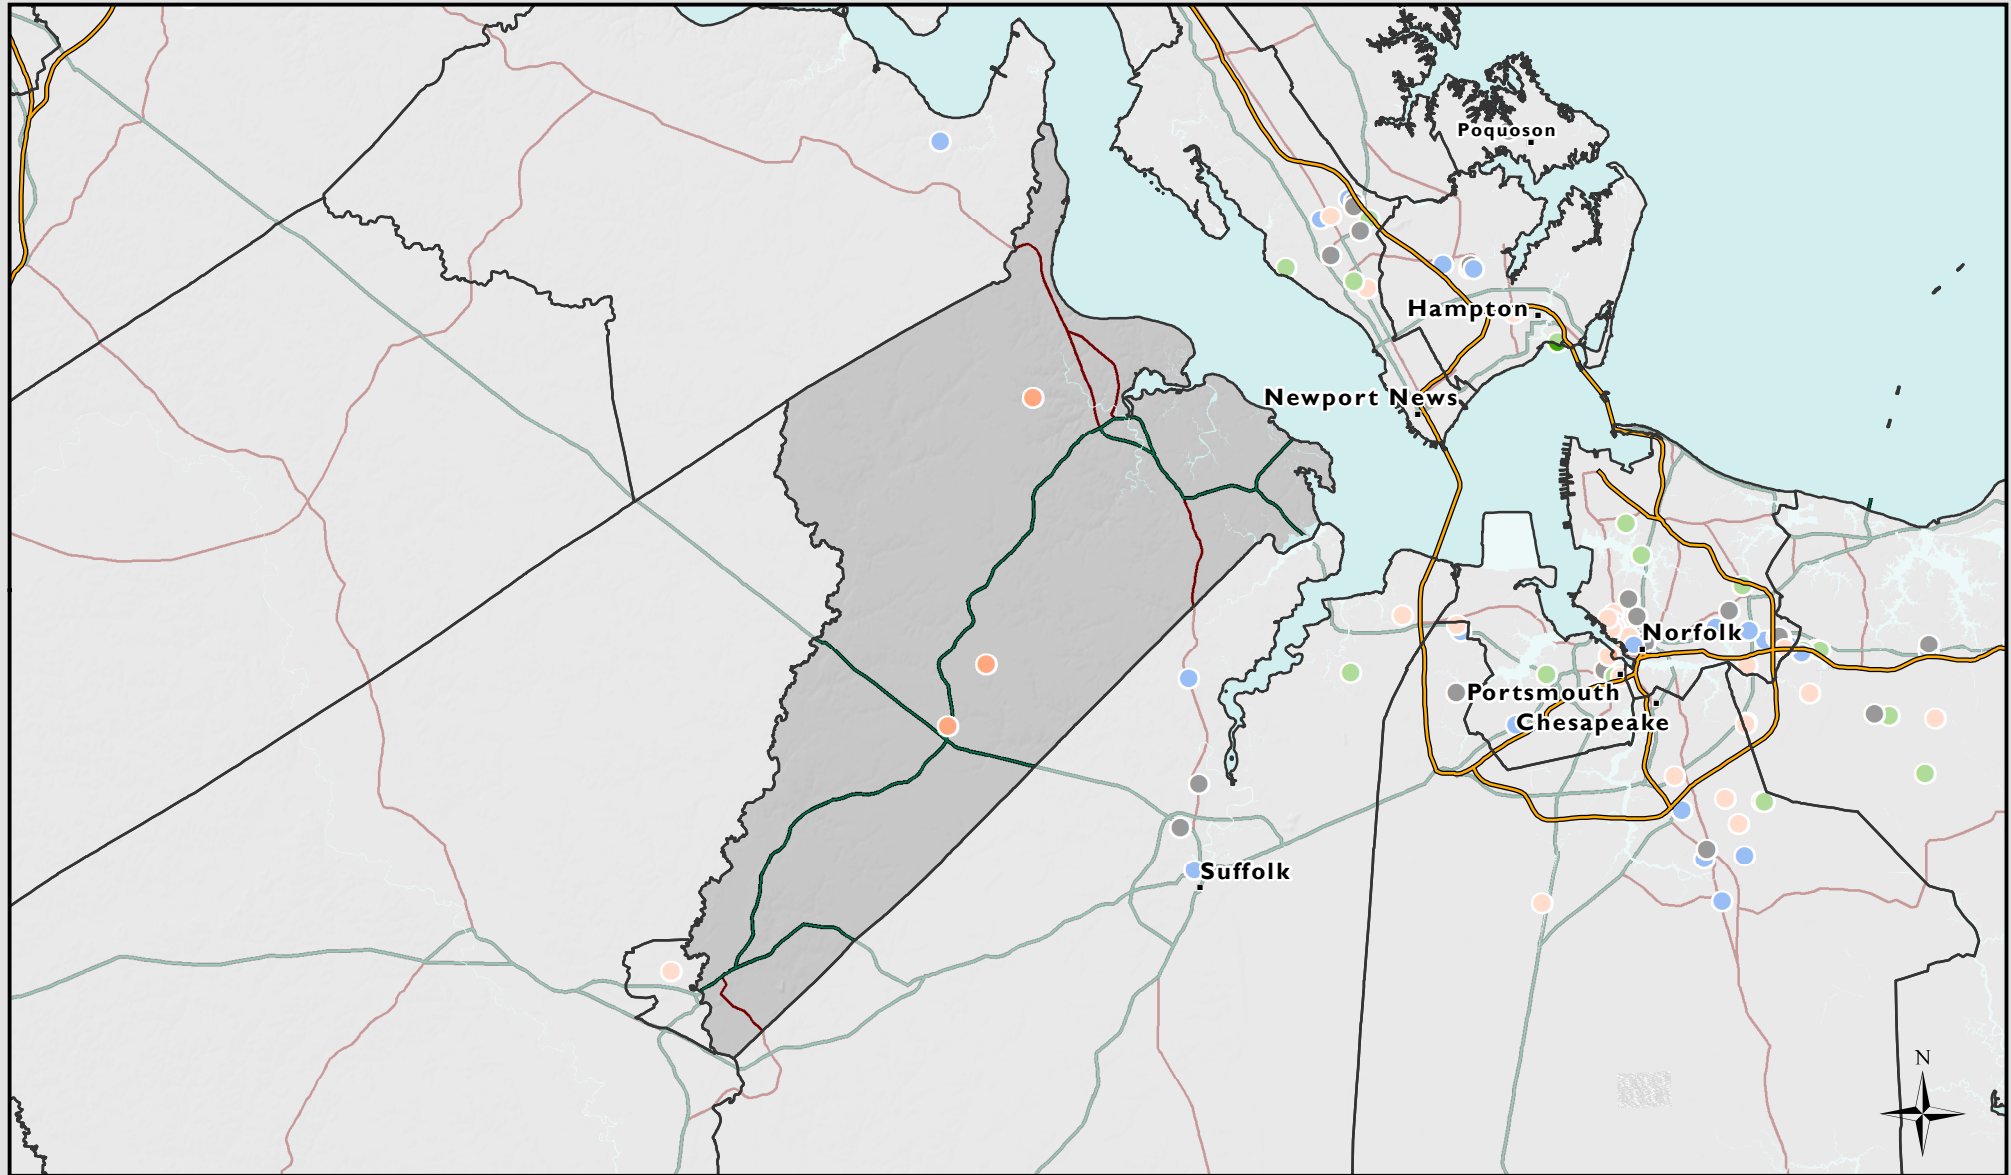 Poquoson
Hampton
Newport News
Norfolk
Portsmouth
Chesapeake
Suffolk
N